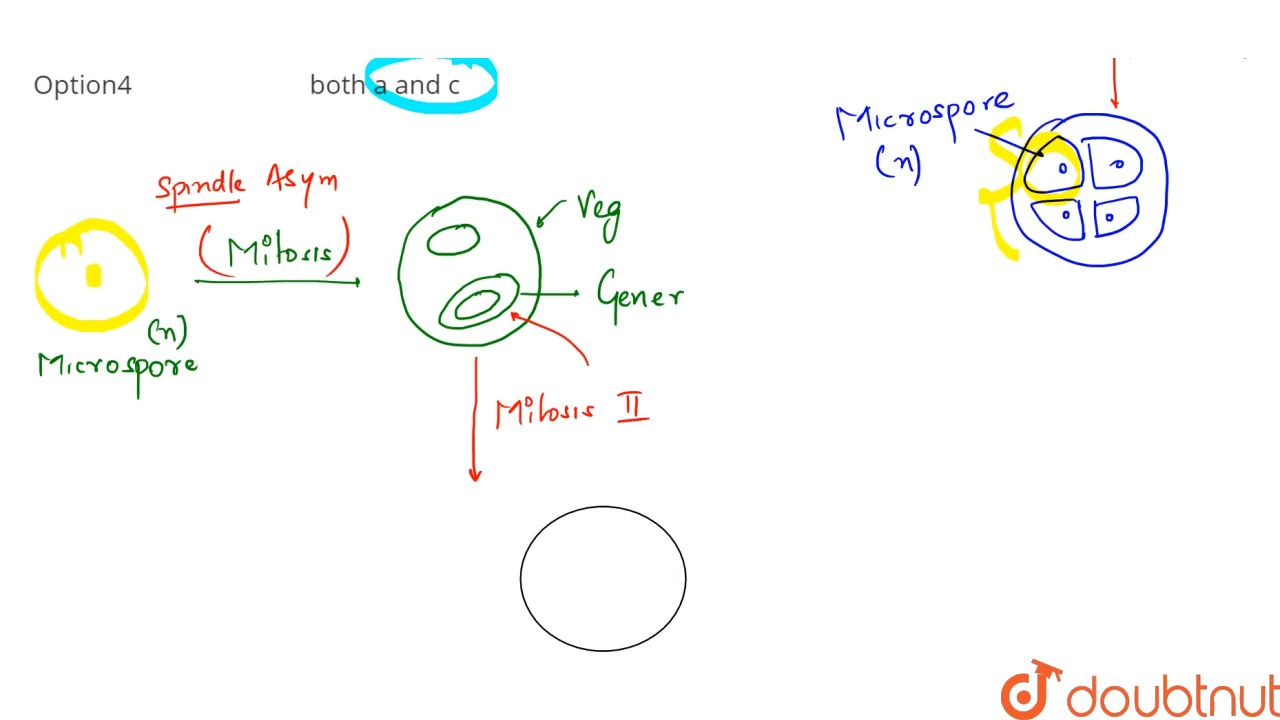 Option4 both a and c
Microspore
(n)
Spindle Asym
(Mitosis)
Veg
Gener
(n)
Microspore
Mitosis II
doubtnut